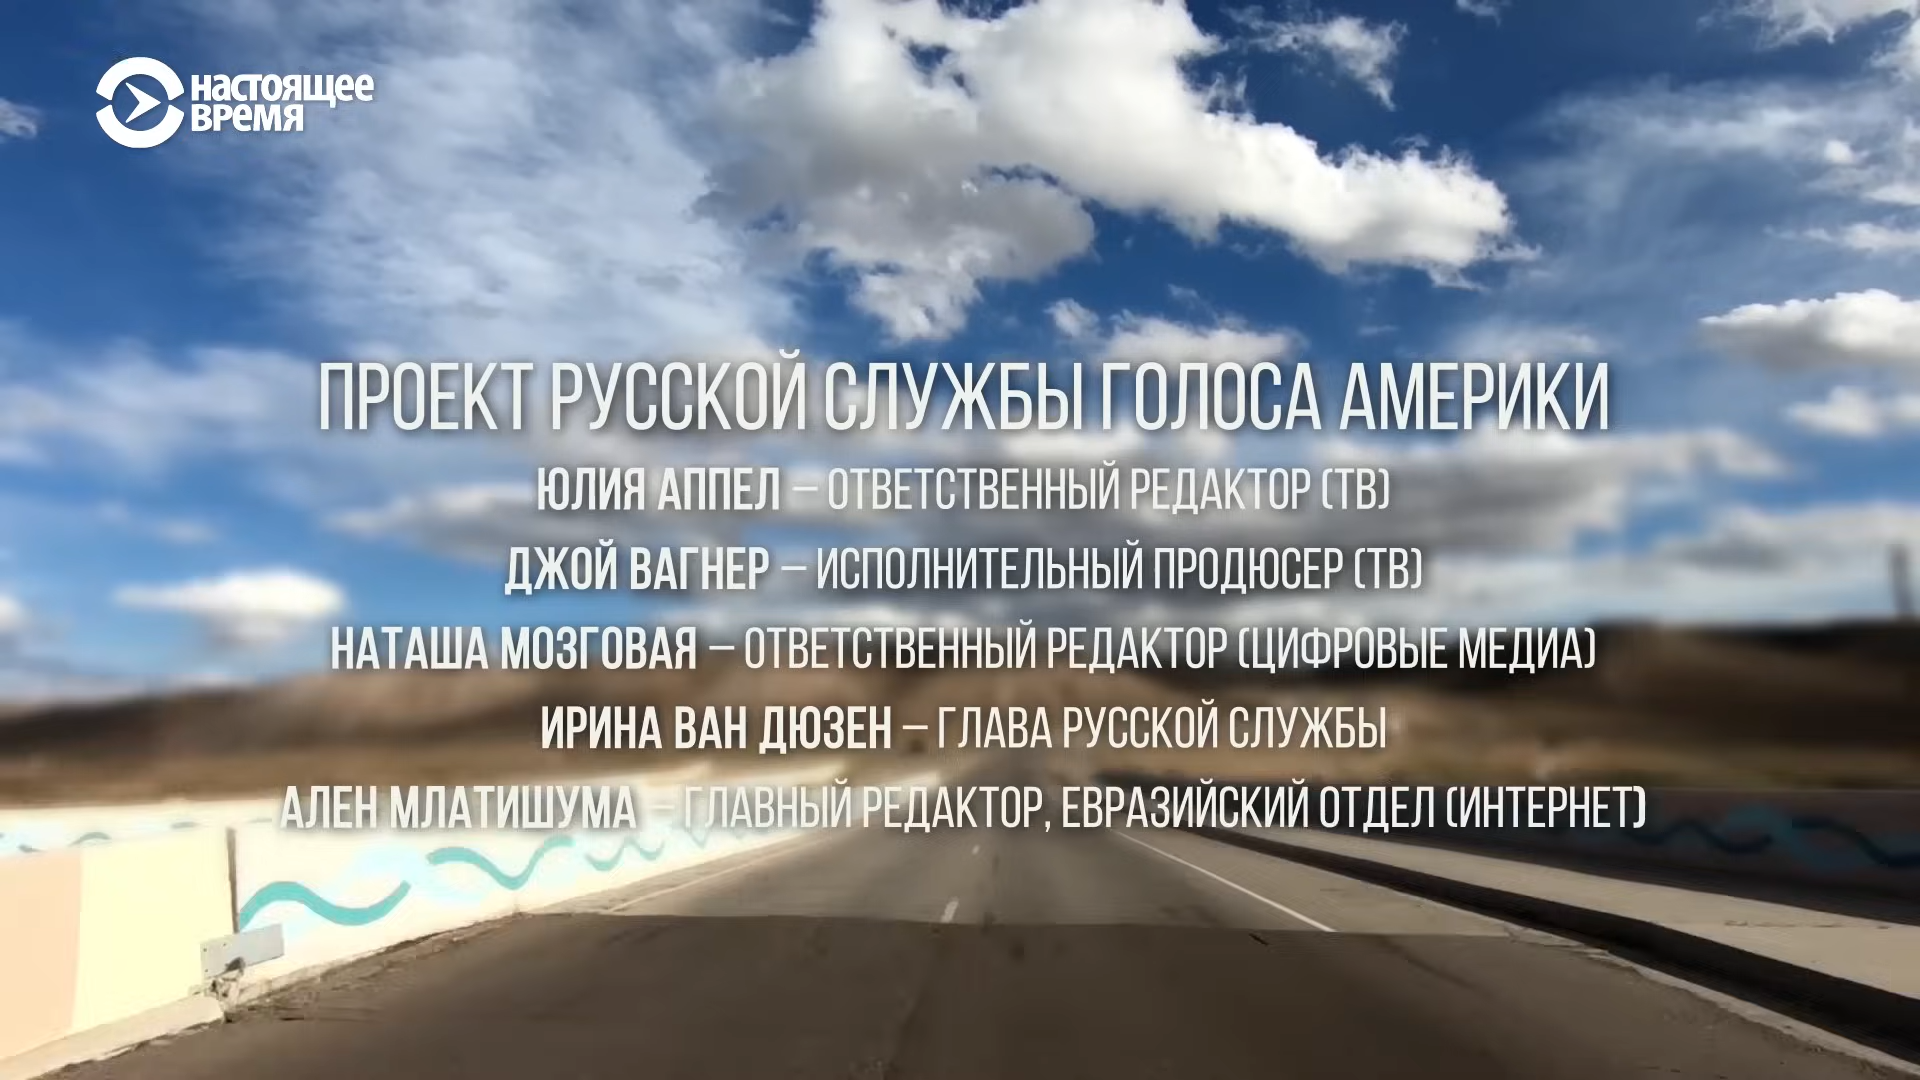 НАСТОЯЩЕЕ
ВРЕМЯ
ПРОЕКТ РУССКОЙ СЛУЖБЫ ГОЛОСА АМЕРИКИ
ЮЛИЯ АППЕЛ – ОТВЕТСТВЕННЫЙ РЕДАКТОР (ТВ)
ДЖОЙ ВАГНЕР – ИСПОЛНИТЕЛЬНЫЙ ПРОДЮСЕР (ТВ)
НАТАША МОЗГОВАЯ – ОТВЕТСТВЕННЫЙ РЕДАКТОР (ЦИФРОВЫЕ МЕДИА)
ИРИНА ВАН ДЮЗЕН – ГЛАВА РУССКОЙ СЛУЖБЫ
АЛЕН МЛАТИШУМА – ГЛАВНЫЙ РЕДАКТОР, ЕВРАЗИЙСКИЙ ОТДЕЛ (ИНТЕРНЕТ)